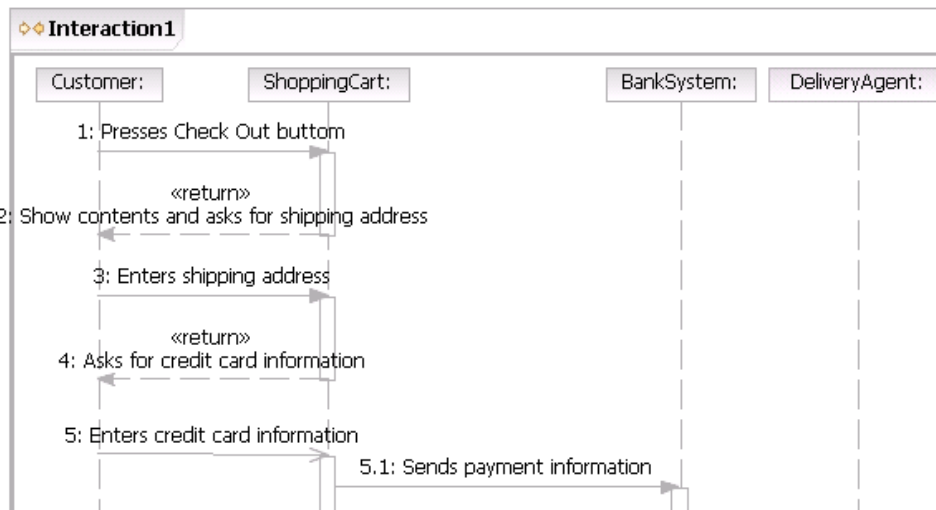 Interaction1
Customer:
ShoppingCart:
BankSystem:
DeliveryAgent:
1: Presses Check Out buttom
«return»
2: Show contents and asks for shipping address
3: Enters shipping address
«return»
4: Asks for credit card information
5: Enters credit card information
5.1: Sends payment information